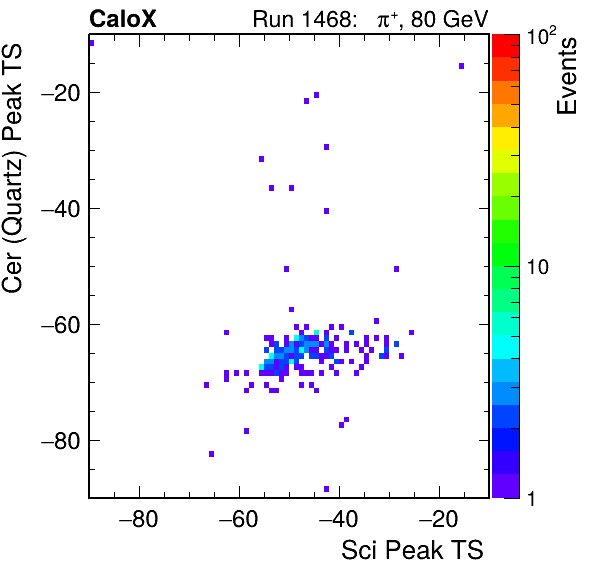 CaloX Run 1468: π⁺, 80 GeV
Cer (Quartz) Peak TS
−20
−40
−60
−80
−80 −60 −40 −20
Sci Peak TS
10²
10
1
Events